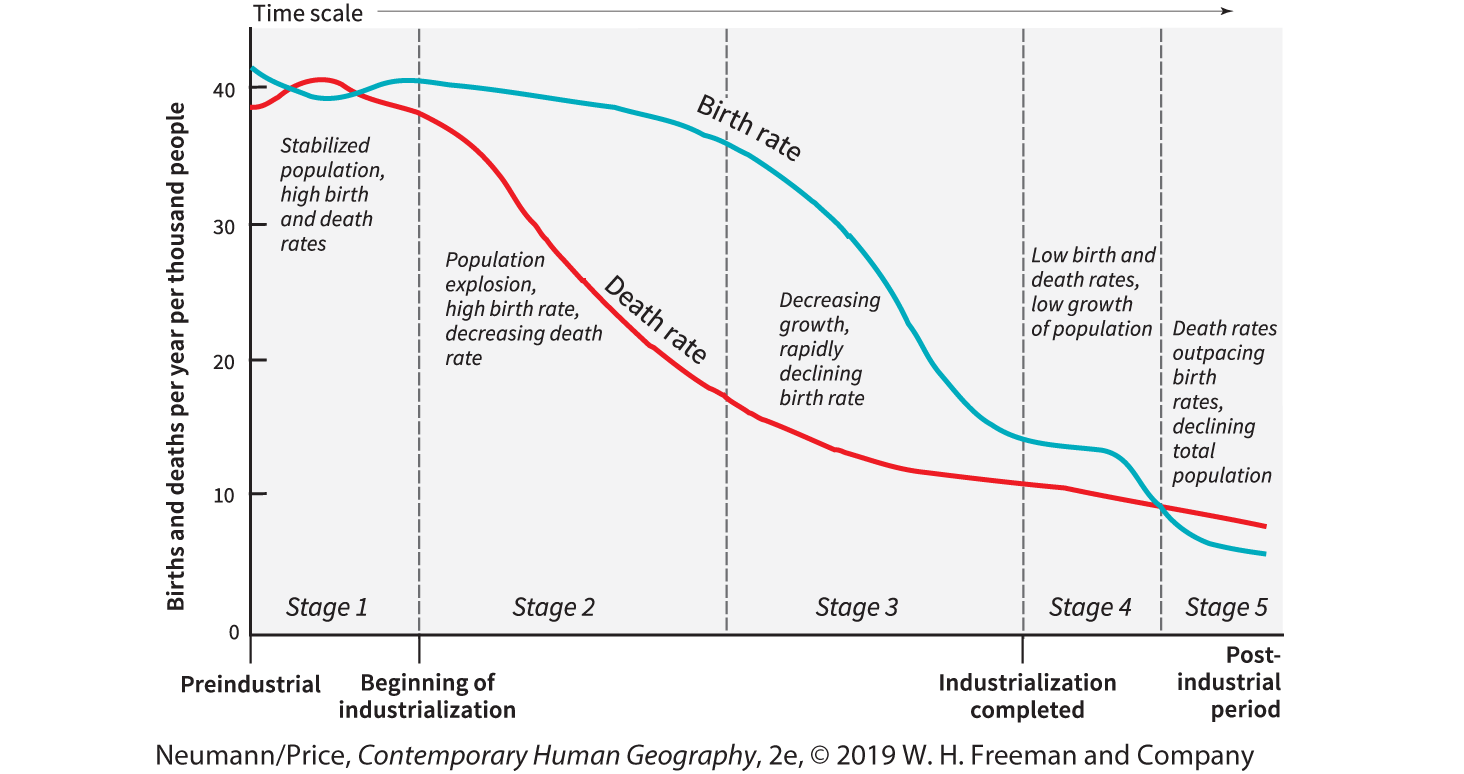 Time scale
Births and deaths per year per thousand people
40
30
20
10
0
Birth rate
Death rate
Stabilized
population,
high birth
and death
rates
Population
explosion,
high birth rate,
decreasing death
rate
Decreasing
growth,
rapidly
declining
birth rate
Low birth and
death rates,
low growth
of population
Death rates
outpacing
birth
rates,
declining
total
population
Stage 1
Stage 2
Stage 3
Stage 4
Stage 5
Preindustrial
Beginning of
industrialization
Industrialization
completed
Post-
industrial
period
Neumann/Price, Contemporary Human Geography, 2e, © 2019 W. H. Freeman and Company